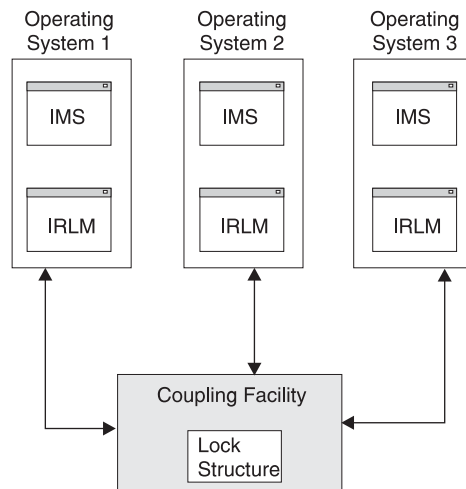 Operating
System 1
Operating
System 2
Operating
System 3
IMS
IMS
IMS
IRLM
IRLM
IRLM
Coupling Facility
Lock
Structure